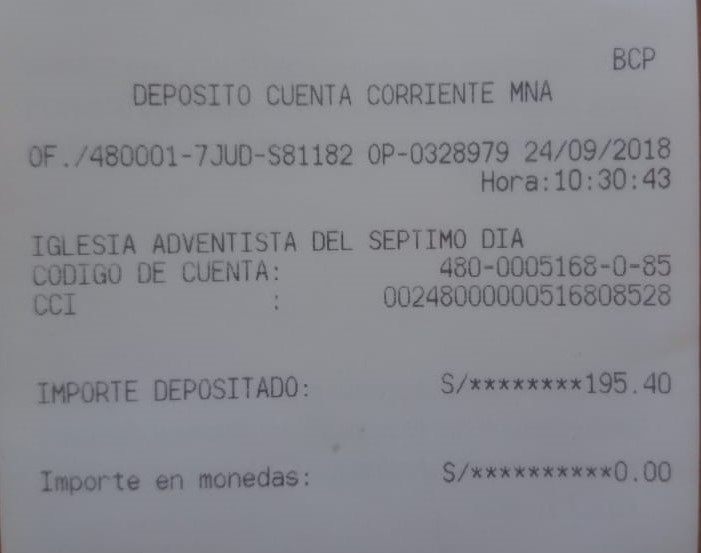 BCP
DEPOSITO CUENTA CORRIENTE MNA
OF./480001-7JUD-S81182 OP-0328979 24/09/2018
Hora:10:30:43
IGLESIA ADVENTISTA DEL SEPTIMO DIA
CODIGO DE CUENTA: 480-0005168-0-85
CCI : 00248000000516808528
IMPORTE DEPOSITADO: S/********195.40
Importe en monedas: S/**********0.00